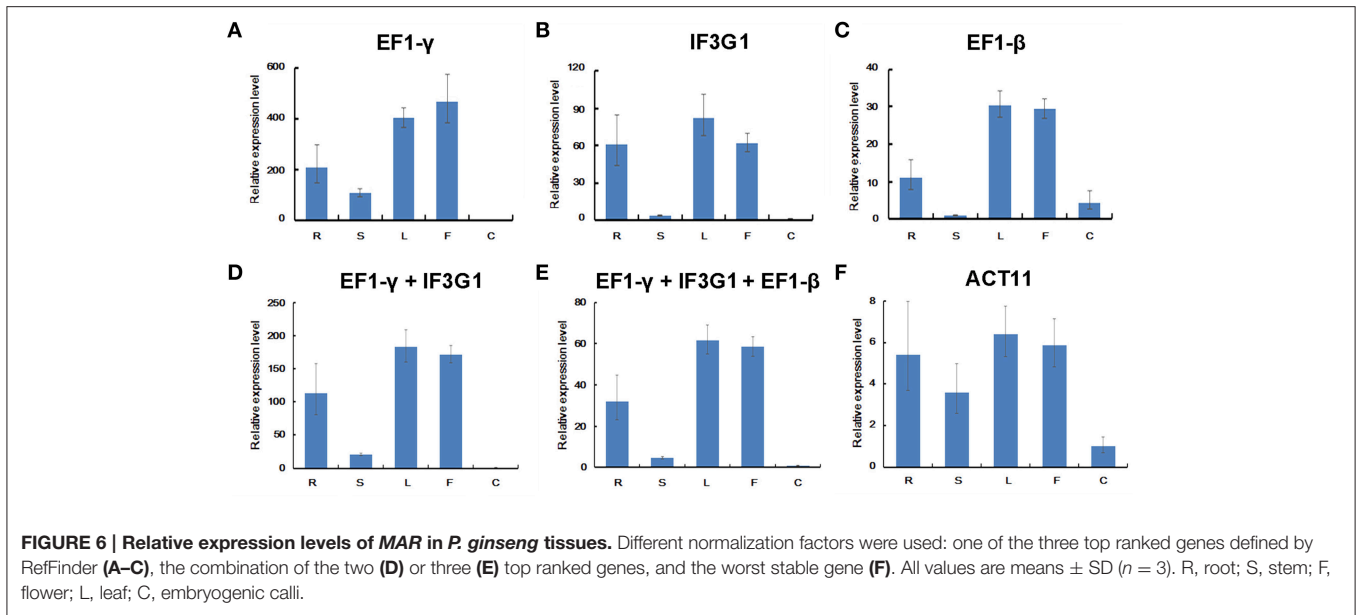 A
EF1-γ
Relative expression level
600
400
200
0
R S L F C
B
IF3G1
Relative expression level
120
90
60
30
0
R S L F C
C
EF1-β
Relative expression level
40
30
20
10
0
R S L F C
D
EF1-γ + IF3G1
Relative expression level
250
200
150
100
50
0
R S L F C
E
EF1-γ + IF3G1 + EF1-β
Relative expression level
80
60
40
20
0
R S L F C
F
ACT11
Relative expression level
8
6
4
2
0
R S L F C
FIGURE 6 | Relative expression levels of MAR in P. ginseng tissues. Different normalization factors were used: one of the three top ranked genes defined by
RefFinder (A–C), the combination of the two (D) or three (E) top ranked genes, and the worst stable gene (F). All values are means ± SD (n = 3). R, root; S, stem; F,
flower; L, leaf; C, embryogenic calli.